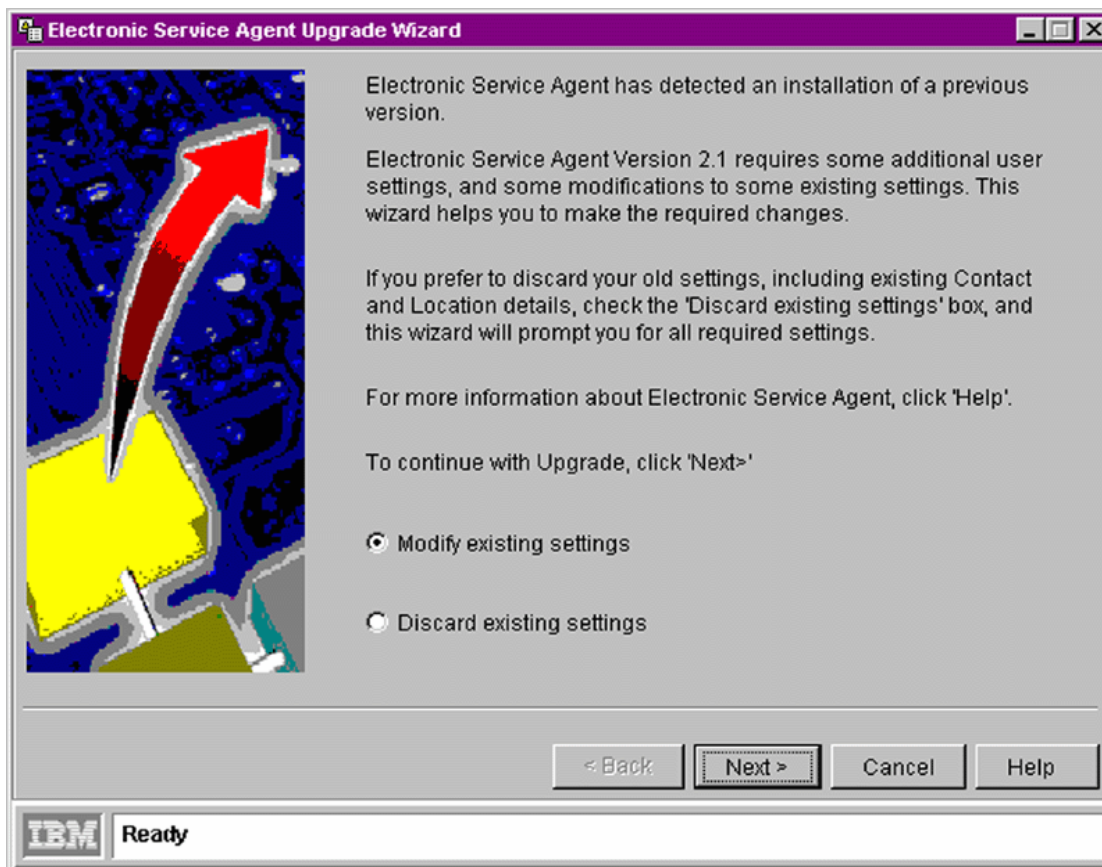 Electronic Service Agent Upgrade Wizard
Electronic Service Agent has detected an installation of a previous
version.
Electronic Service Agent Version 2.1 requires some additional user
settings, and some modifications to some existing settings. This
wizard helps you to make the required changes.
If you prefer to discard your old settings, including existing Contact
and Location details, check the 'Discard existing settings' box, and
this wizard will prompt you for all required settings.
For more information about Electronic Service Agent, click 'Help'.
To continue with Upgrade, click 'Next>'
Modify existing settings
Discard existing settings
< Back Next > Cancel Help
IBM Ready